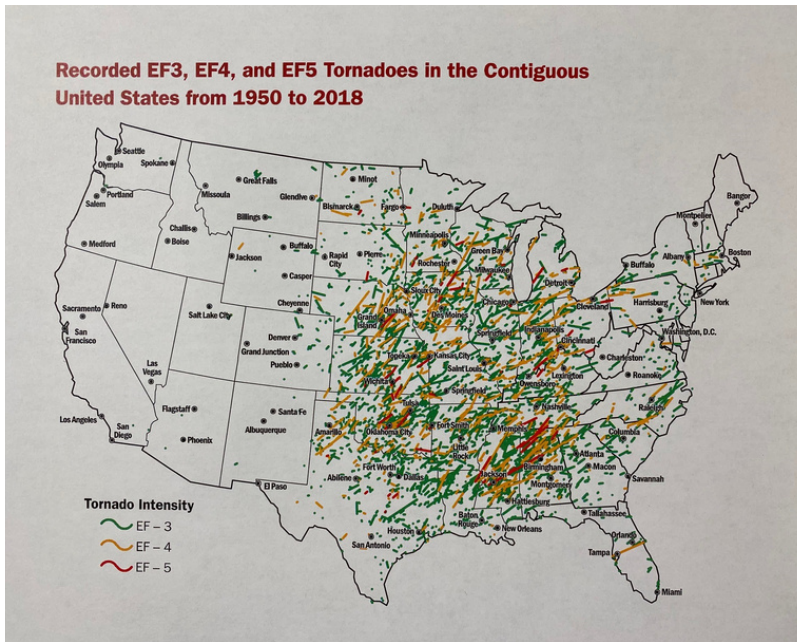 Recorded EF3, EF4, and EF5 Tornadoes in the Contiguous
United States from 1950 to 2018
Seattle
Olympia
Spokane
Portland
Salem
Medford
Great Falls
Missoula
Glendive
Billings
Challis
Boise
Minot
Bismarck
Fargo
Duluth
Bangor
Montpelier
Minneapolis
Green Bay
Buffalo
Jackson
Rapid
City
Pierre
Rochester
Milwaukee
Buffalo
Albany
Boston
Casper
Sioux City
Detroit
Cheyenne
Omaha
Grand
Island
Des Moines
Chicago
Cleveland
Harrisburg
New York
Sacramento
Reno
Salt Lake City
San
Francisco
Denver
Grand Junction
Pueblo
Springfield
Indianapolis
Cincinnati
Washington, D.C.
Topeka
Kansas City
Saint Louis
Charleston
Lexington
Roanoke
Las
Vegas
Wichita
Springfield
Owensboro
Tulsa
Nashville
Raleigh
Los Angeles
San
Diego
Flagstaff
Santa Fe
Albuquerque
Phoenix
Amarillo
Oklahoma City
Fort Smith
Memphis
Little
Rock
Columbia
Atlanta
Macon
Birmingham
Fort Worth
Dallas
Abilene
Jackson
Montgomery
Savannah
El Paso
Hattiesburg
Tallahassee
Baton
Rouge
New Orleans
Houston
San Antonio
Orlando
Tampa
Miami
Tornado Intensity
EF – 3
EF – 4
EF – 5